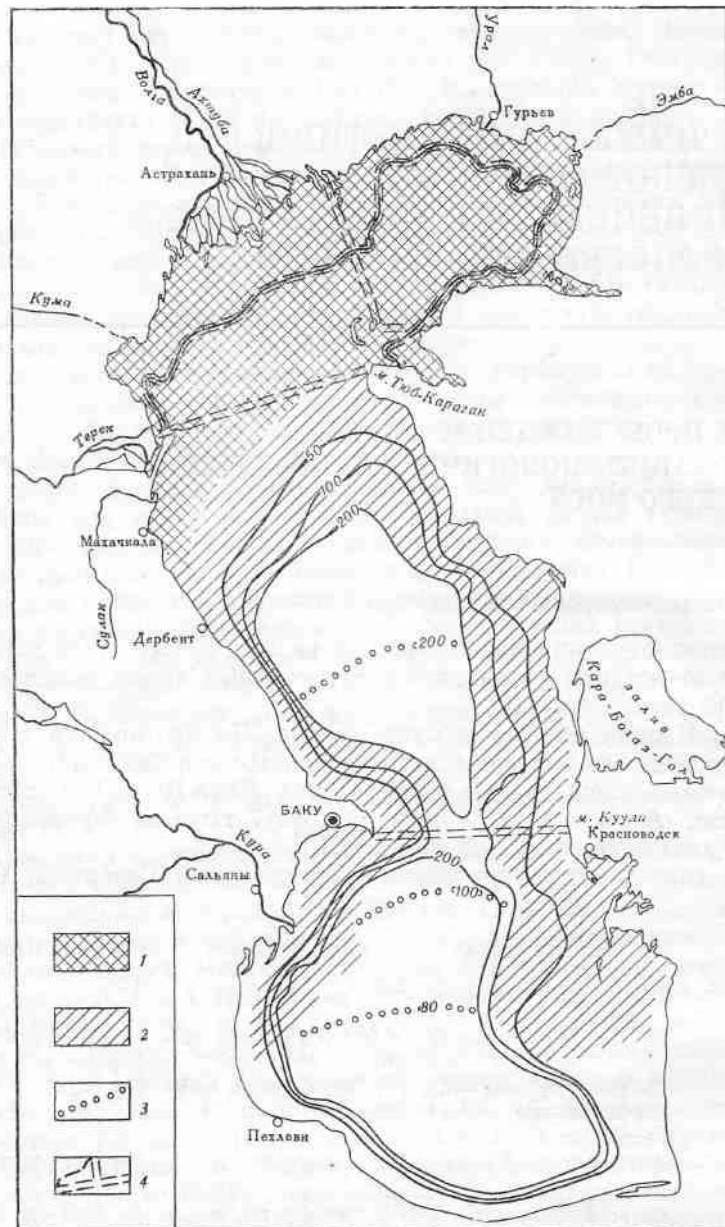 Урал
Волга
Ахтуба
Гурьев
Эмба
Астрахань
Кума
м. Тюб-Караган
Терек
50
100
200
Махачкала
Сулак
Дербент
200
залив
Кара-Богаз-Гол
БАКУ
м. Куули
Красноводск
Кура
200
100
Сальяны
80
Пехлеви
1
2
3
4